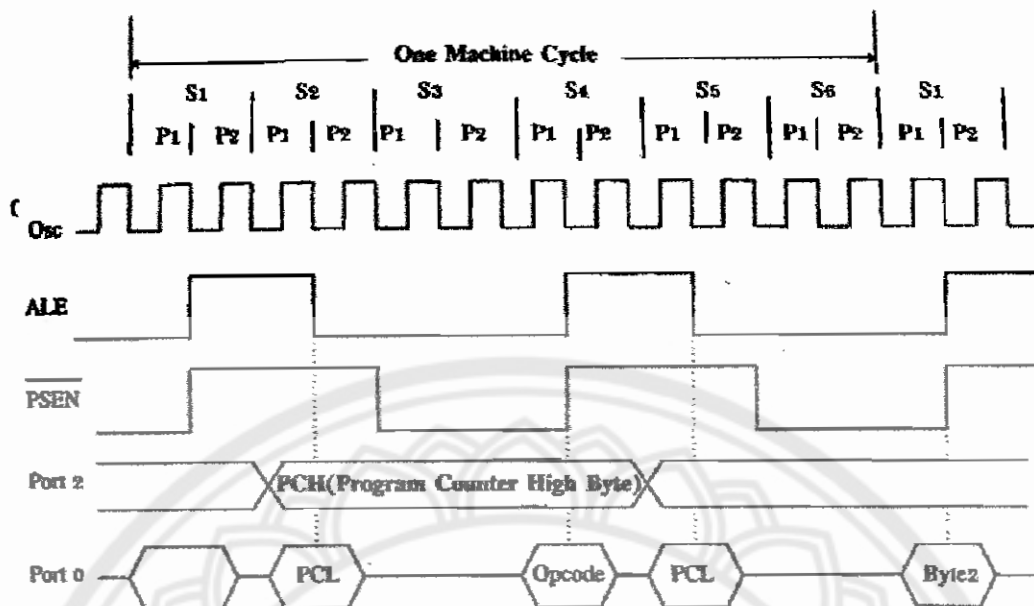 One Machine Cycle
S1 S2 S3 S4 S5 S6 S1
P1 P2 P1 P2 P1 P2 P1 P2 P1 P2 P1 P2 P1 P2
Osc
ALE
PSEN
Port 2 PCH(Program Counter High Byte)
Port 0 PCL Opcode PCL Byte2